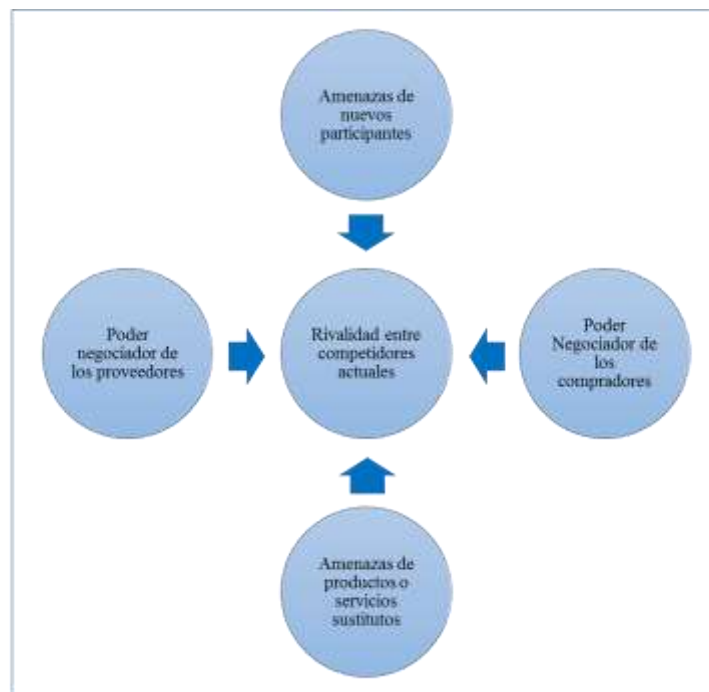 Amenazas de
nuevos
participantes
Poder
negociador de
los proveedores
Rivalidad entre
competidores
actuales
Poder
Negociador de
los
compradores
Amenazas de
productos o
servicios
sustitutos